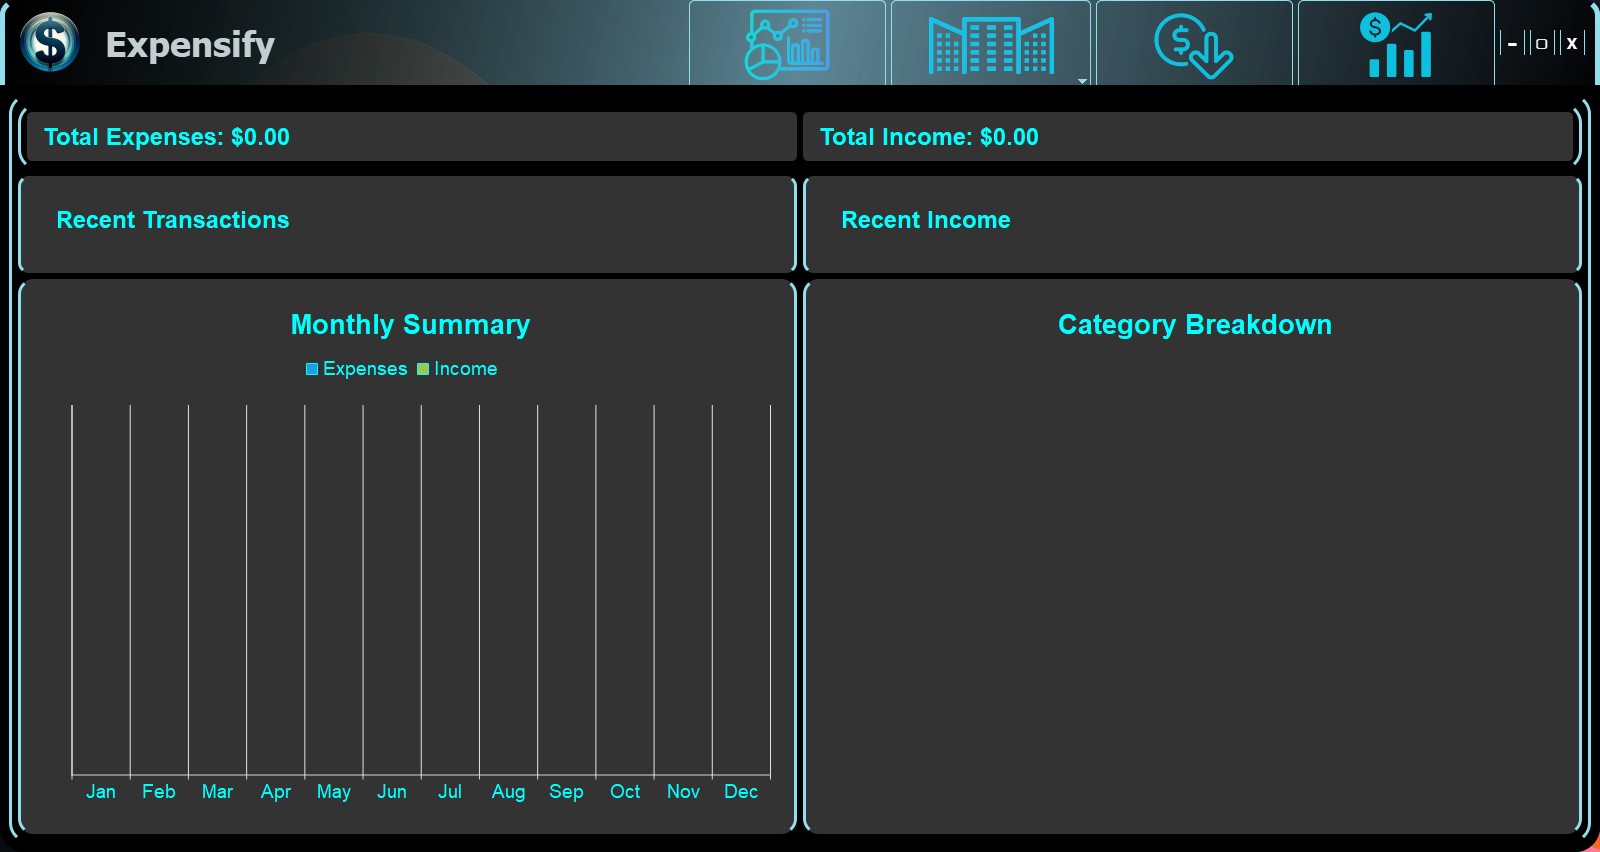 Expensify
- □ X
Total Expenses: $0.00
Total Income: $0.00
Recent Transactions
Recent Income
Monthly Summary
Expenses Income
Jan Feb Mar Apr May Jun Jul Aug Sep Oct Nov Dec
Category Breakdown